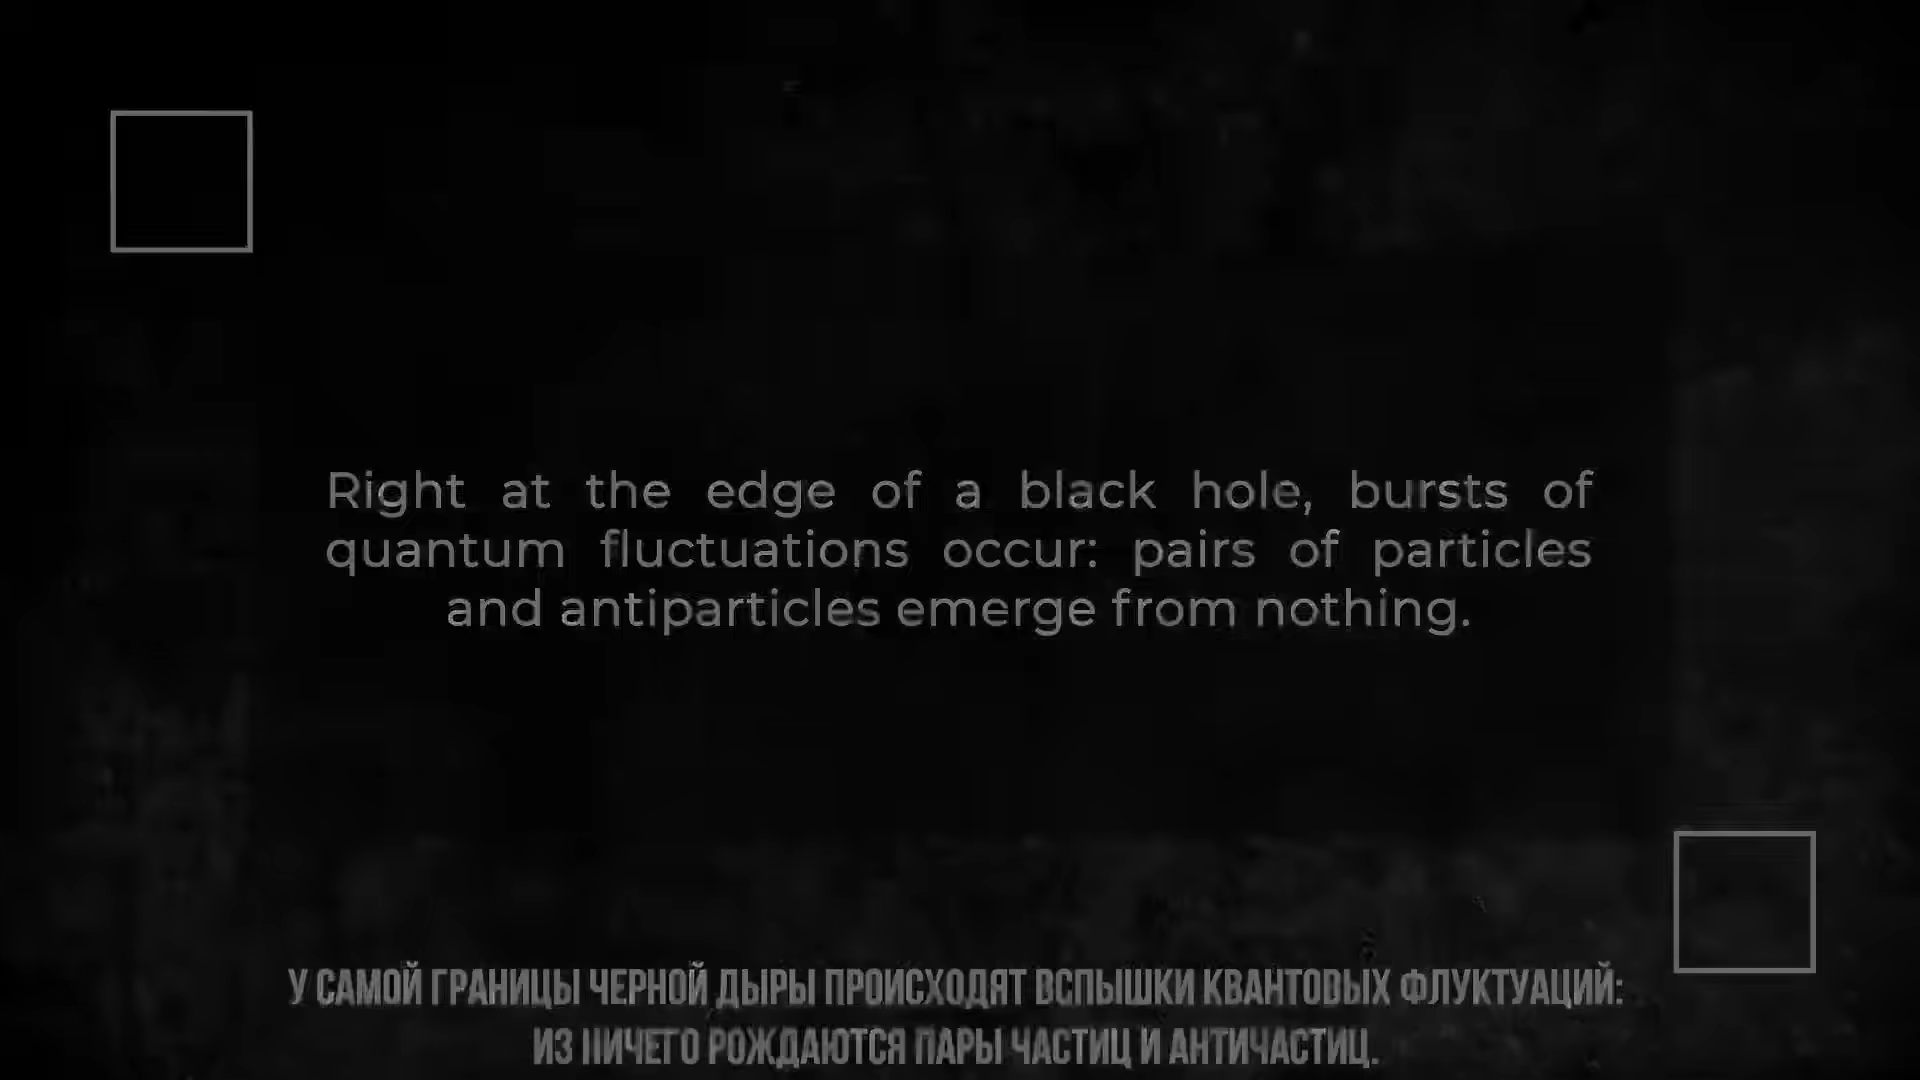 Right at the edge of a black hole, bursts of
quantum fluctuations occur: pairs of particles
and antiparticles emerge from nothing.
У САМОЙ ГРАНИЦЫ ЧЕРНОЙ ДЫРЫ ПРОИСХОДЯТ ВСПЫШКИ КВАНТОВЫХ ФЛУКТУАЦИЙ:
ИЗ НИЧЕГО РОЖДАЮТСЯ ПАРЫ ЧАСТИЦ И АНТИЧАСТИЦ.